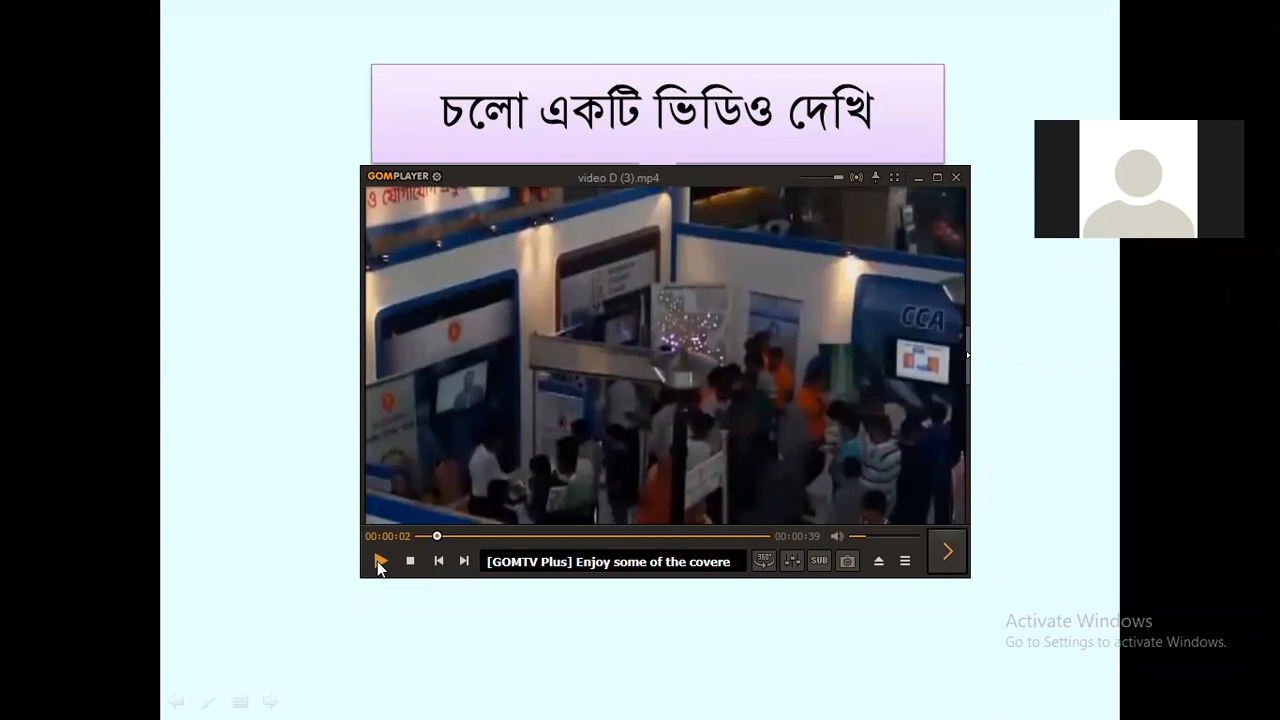 চলো একটি ভিডিও দেখি
GOMPLAYER
video D (3).mp4
ও যোগাযোগ
CCA
00:00:02
00:00:39
[GOMTV Plus] Enjoy some of the covere
360°
SUB
Activate Windows
Go to Settings to activate Windows.